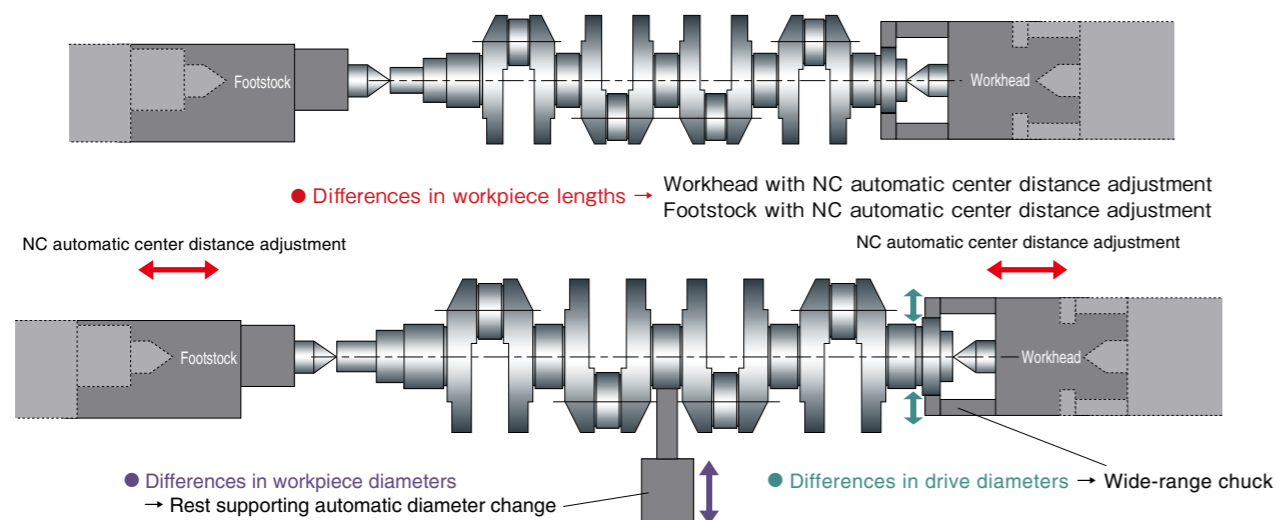 Footstock
Workhead
● Differences in workpiece lengths → Workhead with NC automatic center distance adjustment
Footstock with NC automatic center distance adjustment
NC automatic center distance adjustment
NC automatic center distance adjustment
Footstock
Workhead
● Differences in workpiece diameters
→ Rest supporting automatic diameter change
● Differences in drive diameters → Wide-range chuck